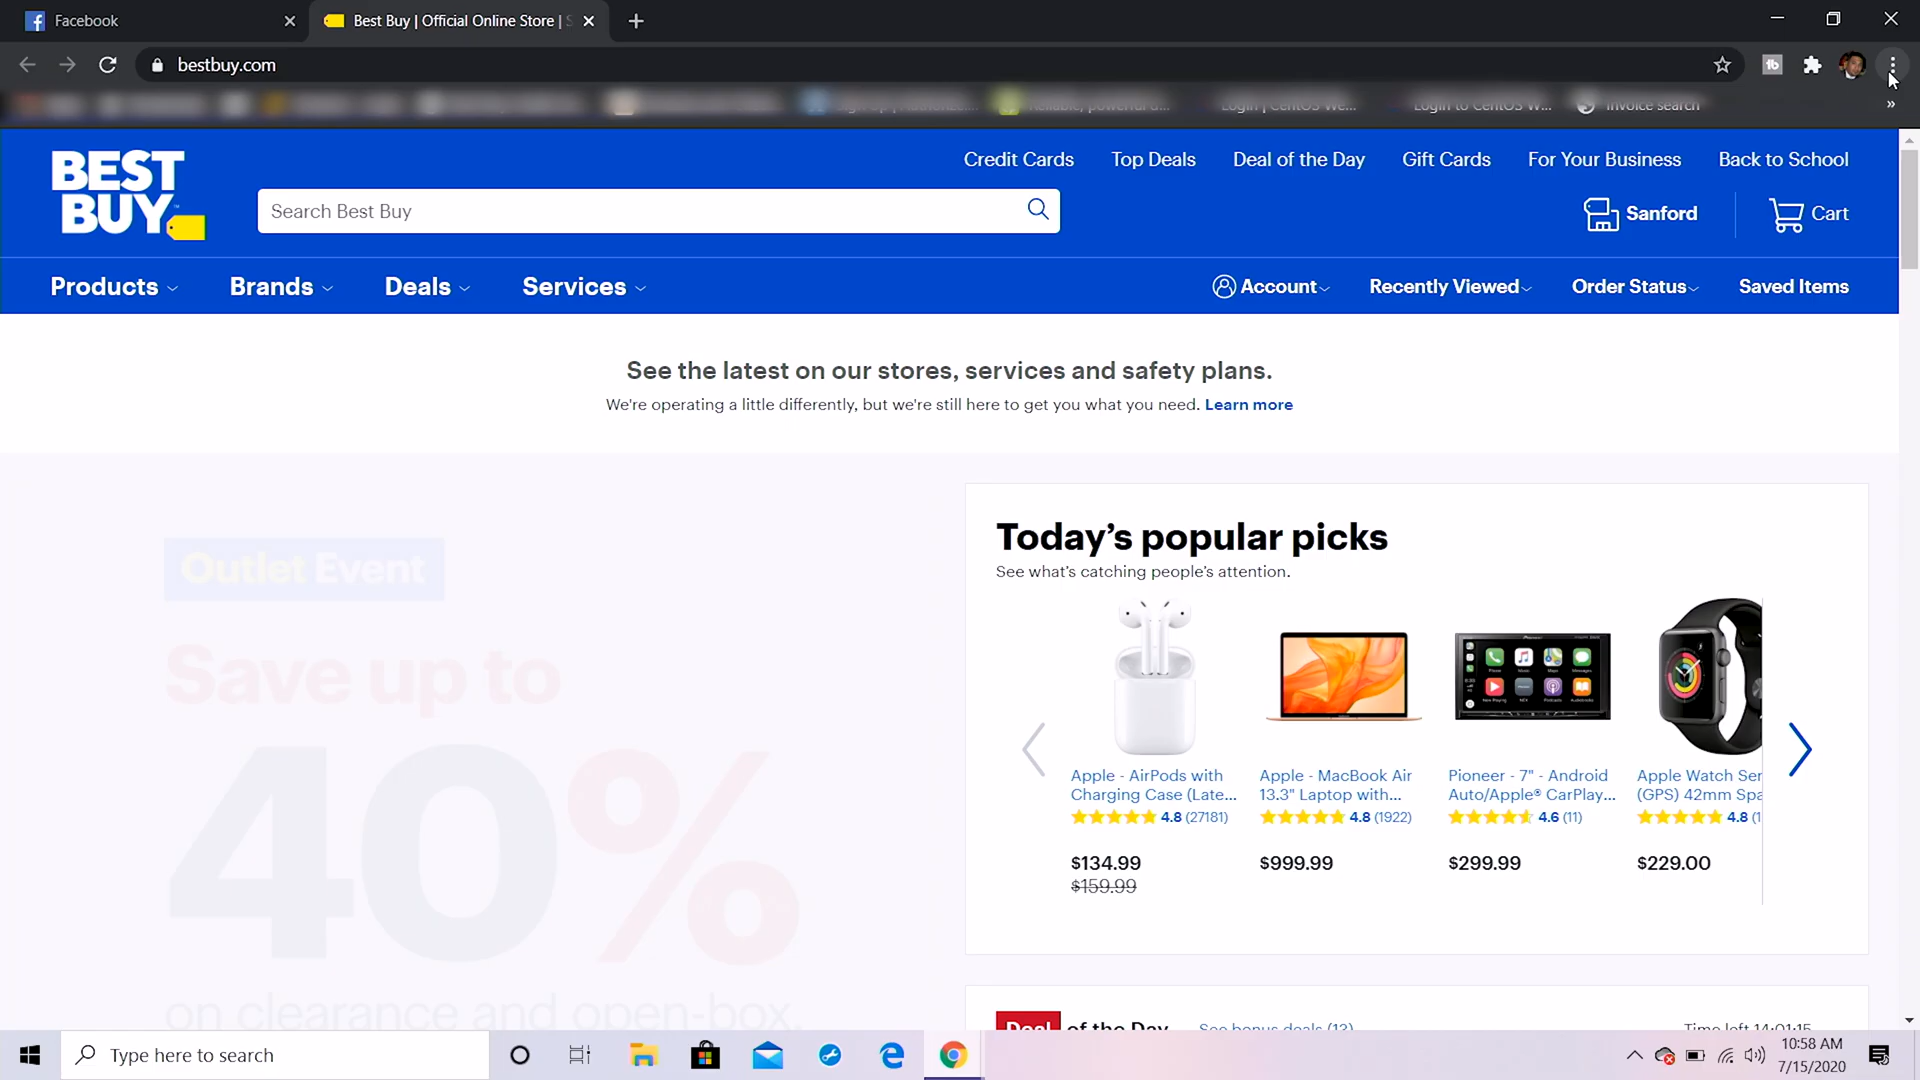 Facebook
Best Buy | Official Online Store |
bestbuy.com
Login | CentOS We...
Login to CentOS W...
Invoice search
»
BEST BUY
Search Best Buy
Credit Cards
Top Deals
Deal of the Day
Gift Cards
For Your Business
Back to School
Sanford
Cart
Products
Brands
Deals
Services
Account
Recently Viewed
Order Status
Saved Items
See the latest on our stores, services and safety plans.
We're operating a little differently, but we're still here to get you what you need. Learn more
Outlet Event
Save up to
40%
on clearance and open-box.
Today's popular picks
See what's catching people's attention.
Apple - AirPods with
Charging Case (Late...
4.8 (27181)
$134.99
$159.99
Apple - MacBook Air
13.3" Laptop with...
4.8 (1922)
$999.99
Pioneer - 7" - Android
Auto/Apple® CarPlay...
4.6 (11)
$299.99
Apple Watch Ser
(GPS) 42mm Spa
4.8 (1
$229.00
Deal of the Day
See bonus deals (13)
Time left 14:01:15
Type here to search
10:58 AM
7/15/2020